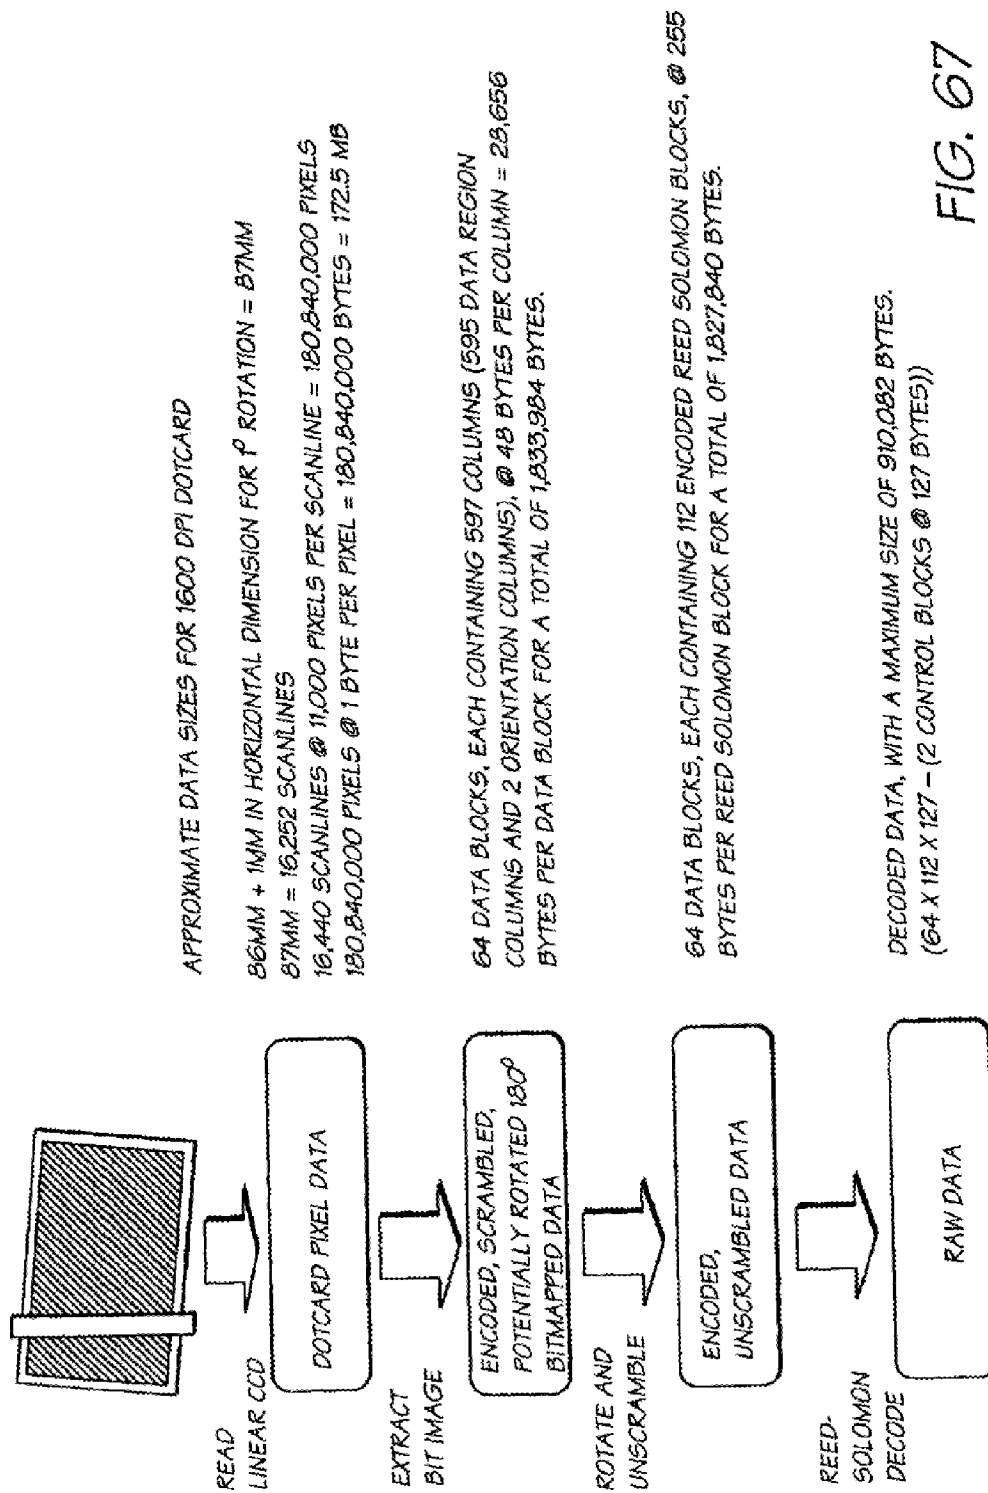 APPROXIMATE DATA SIZES FOR 1600 DPI DOTCARD
READ
LINEAR CCD
86MM + 1MM IN HORIZONTAL DIMENSION FOR 1° ROTATION = 87MM
87MM = 16,252 SCANLINES
16,440 SCANLINES @ 11,000 PIXELS PER SCANLINE = 180,840,000 PIXELS
180,840,000 PIXELS @ 1 BYTE PER PIXEL = 180,840,000 BYTES = 172.5 MB
DOTCARD PIXEL DATA
EXTRACT
BIT IMAGE
64 DATA BLOCKS, EACH CONTAINING 597 COLUMNS (595 DATA REGION
COLUMNS AND 2 ORIENTATION COLUMNS), @ 48 BYTES PER COLUMN = 28,656
BYTES PER DATA BLOCK FOR A TOTAL OF 1,833,984 BYTES.
ENCODED, SCRAMBLED,
POTENTIALLY ROTATED 180°
BITMAPPED DATA
ROTATE AND
UNSCRAMBLE
64 DATA BLOCKS, EACH CONTAINING 112 ENCODED REED SOLOMON BLOCKS, @ 255
BYTES PER REED SOLOMON BLOCK FOR A TOTAL OF 1,827,840 BYTES.
ENCODED,
UNSCRAMBLED DATA
REED-
SOLOMON
DECODE
DECODED DATA, WITH A MAXIMUM SIZE OF 910,082 BYTES.
(64 X 112 X 127 – (2 CONTROL BLOCKS @ 127 BYTES))
RAW DATA
FIG. 67